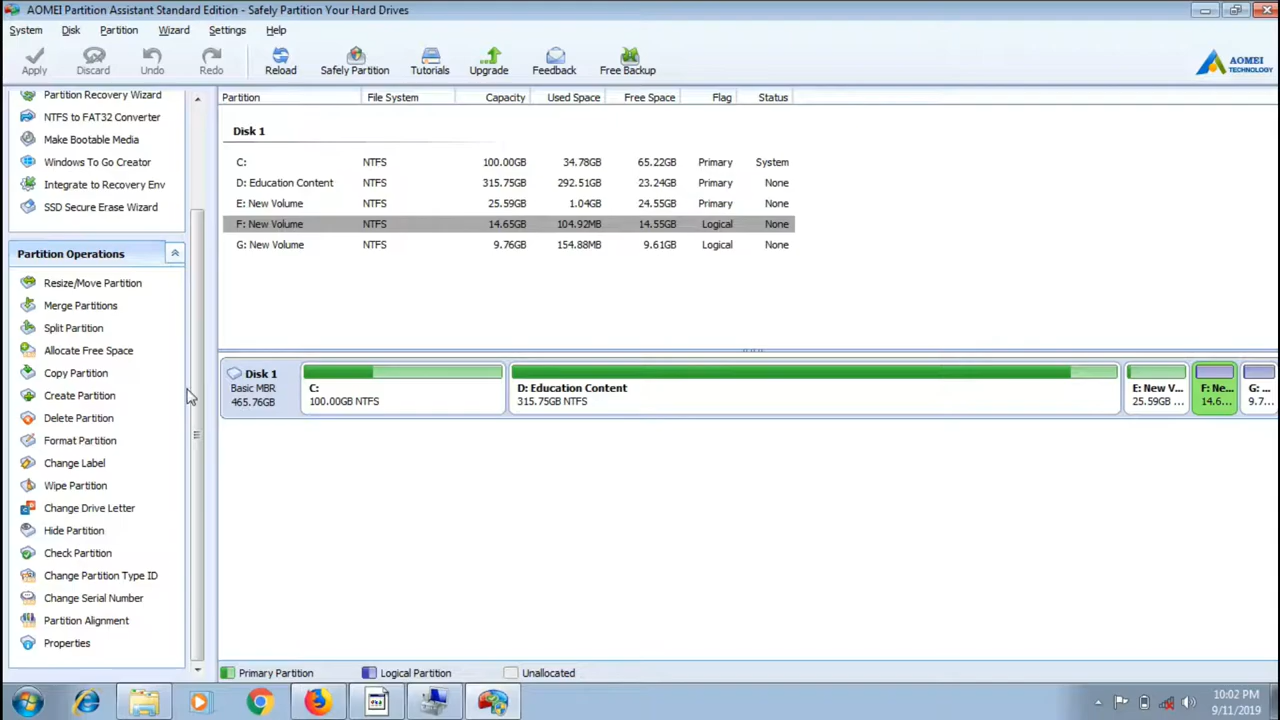 AOMEI Partition Assistant Standard Edition - Safely Partition Your Hard Drives
System Disk Partition Wizard Settings Help
Apply Discard Undo Redo Reload Safely Partition Tutorials Upgrade Feedback Free Backup
AOMEI
TECHNOLOGY
Partition Recovery Wizard
NTFS to FAT32 Converter
Make Bootable Media
Windows To Go Creator
Integrate to Recovery Env
SSD Secure Erase Wizard
Partition Operations
Resize/Move Partition
Merge Partitions
Split Partition
Allocate Free Space
Copy Partition
Create Partition
Delete Partition
Format Partition
Change Label
Wipe Partition
Change Drive Letter
Hide Partition
Check Partition
Change Partition Type ID
Change Serial Number
Partition Alignment
Properties
Partition File System Capacity Used Space Free Space Flag Status
Disk 1
C: NTFS 100.00GB 34.78GB 65.22GB Primary System
D: Education Content NTFS 315.75GB 292.51GB 23.24GB Primary None
E: New Volume NTFS 25.59GB 1.04GB 24.55GB Primary None
F: New Volume NTFS 14.65GB 104.92MB 14.55GB Logical None
G: New Volume NTFS 9.76GB 154.88MB 9.61GB Logical None
Disk 1
Basic MBR
465.76GB
C:
100.00GB NTFS
D: Education Content
315.75GB NTFS
E: New V...
25.59GB ...
F: Ne...
14.6...
G: ...
9.7...
Primary Partition Logical Partition Unallocated
10:02 PM
9/11/2019